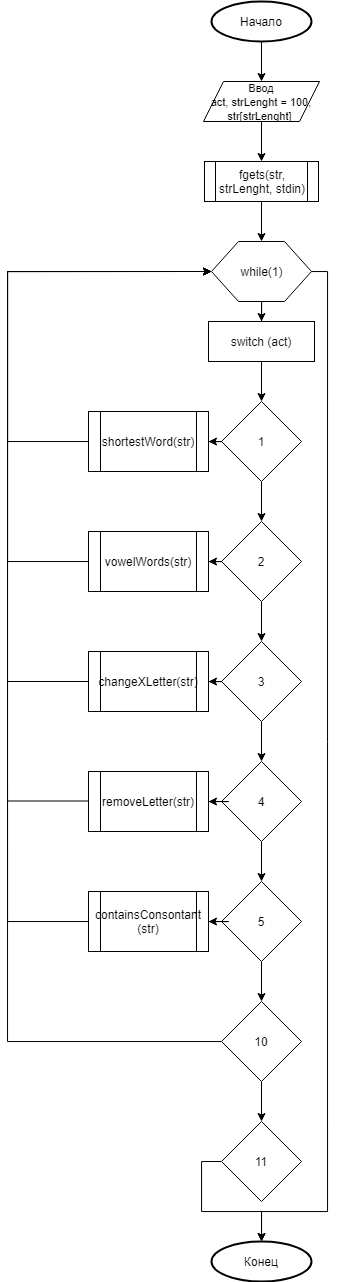 Начало
Ввод
act, strLenght = 100,
str[strLenght]
fgets(str,
strLenght, stdin)
while(1)
switch (act)
shortestWord(str)
1
vowelWords(str)
2
changeXLetter(str)
3
removeLetter(str)
4
containsConsontant
(str)
5
10
11
Конец